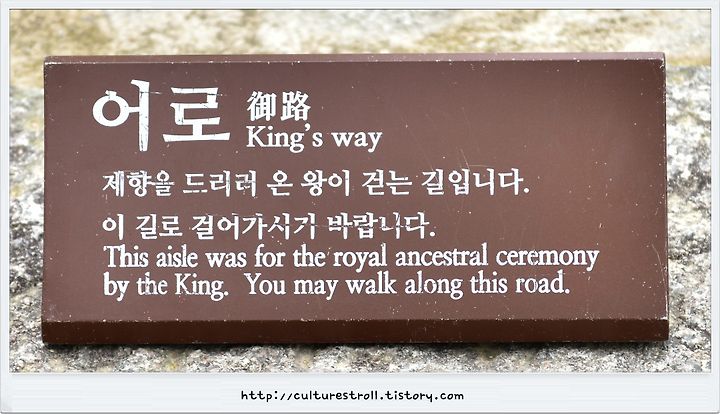 어로 御路
King's way
제향을 드리러 온 왕이 걷는 길입니다.
이 길로 걸어가시기 바랍니다.
This aisle was for the royal ancestral ceremony
by the King. You may walk along this road.
http://culturestroll.tistory.com